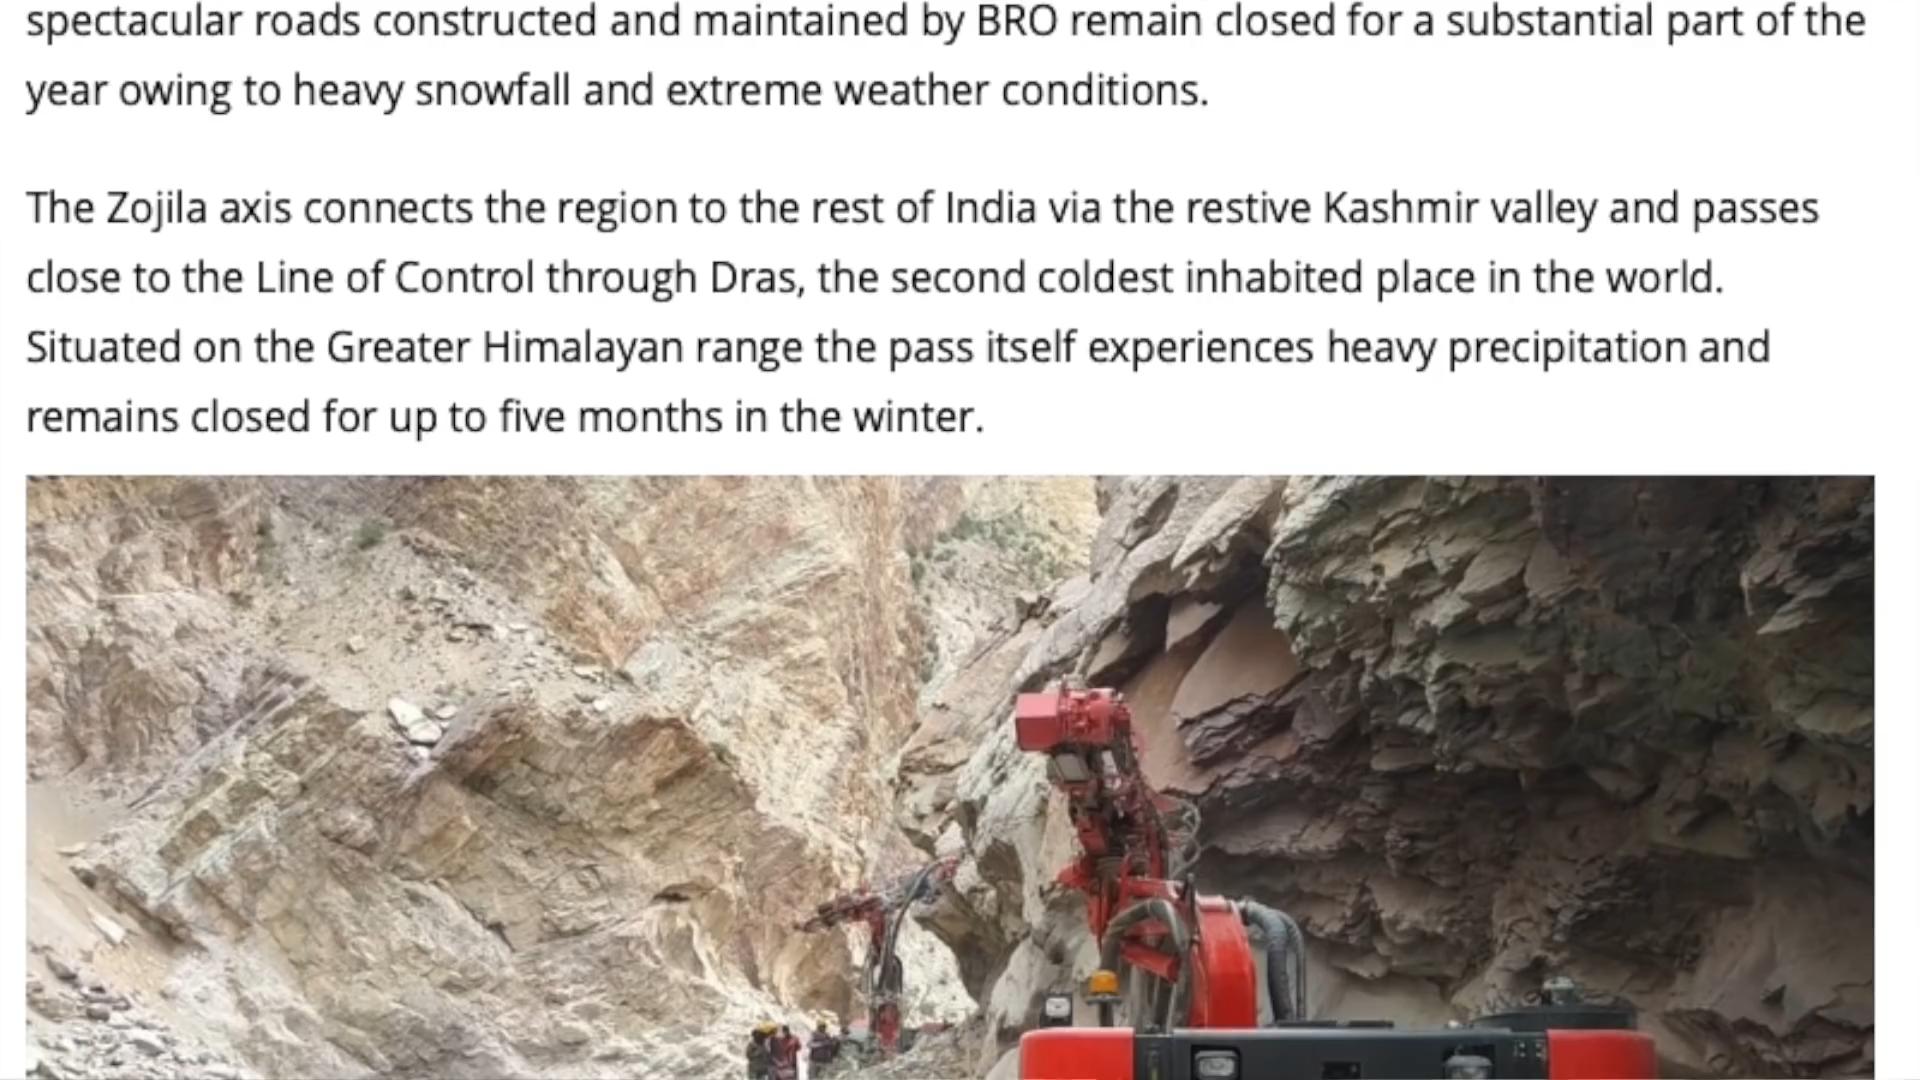 spectacular roads constructed and maintained by BRO remain closed for a substantial part of the
year owing to heavy snowfall and extreme weather conditions.
The Zojila axis connects the region to the rest of India via the restive Kashmir valley and passes
close to the Line of Control through Dras, the second coldest inhabited place in the world.
Situated on the Greater Himalayan range the pass itself experiences heavy precipitation and
remains closed for up to five months in the winter.